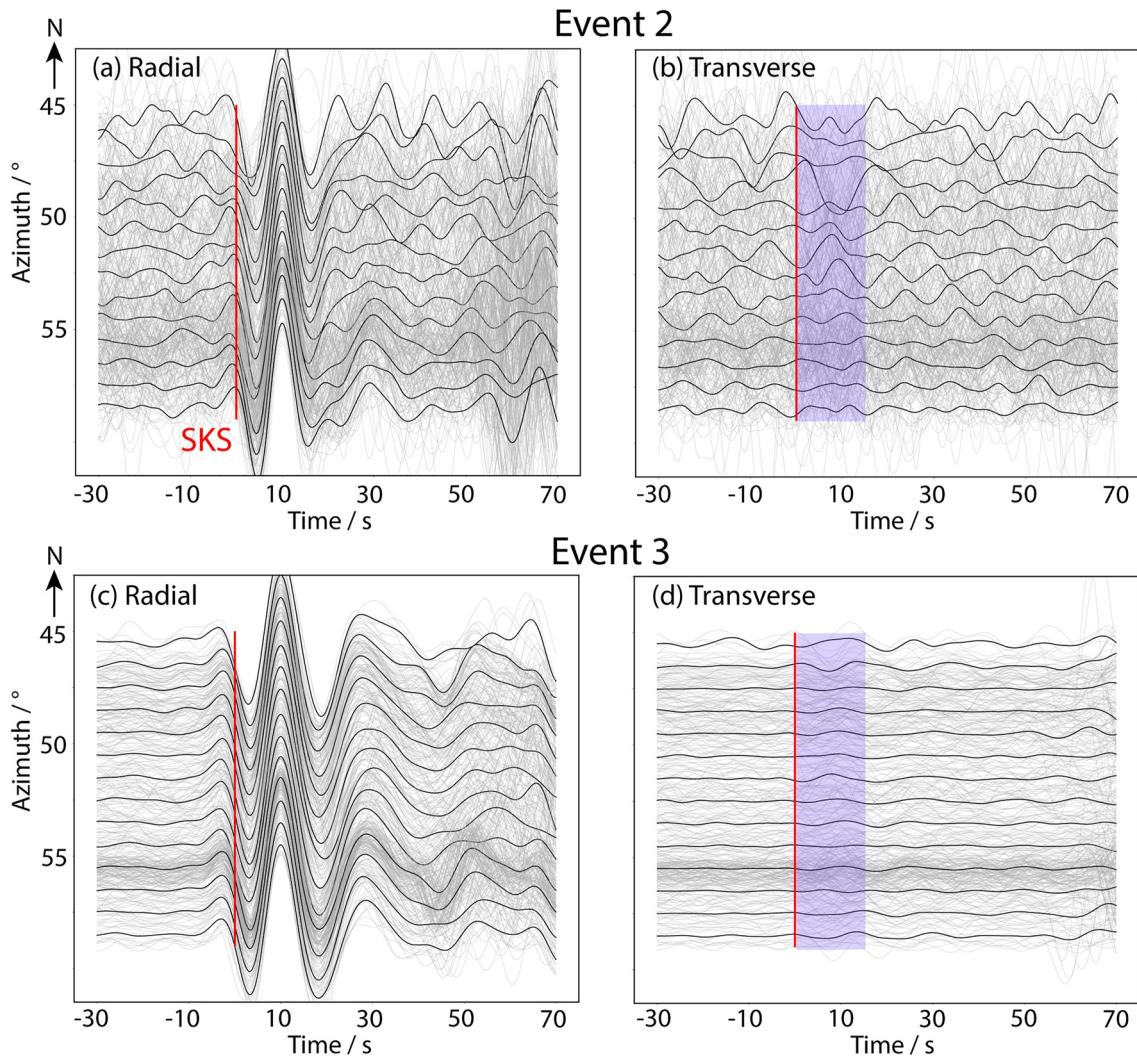 Event 2
N
(a) Radial
(b) Transverse
45
50
55
Azimuth / °
SKS
-30 -10 10 30 50 70
-30 -10 10 30 50 70
Time / s
Time / s
Event 3
N
(c) Radial
(d) Transverse
45
50
55
Azimuth / °
-30 -10 10 30 50 70
-30 -10 10 30 50 70
Time / s
Time / s